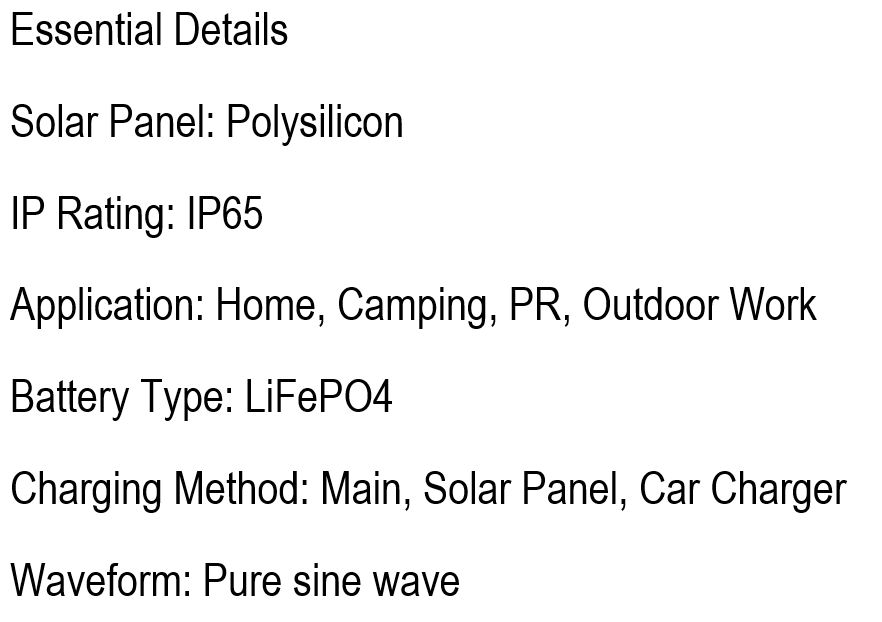 Essential Details
Solar Panel: Polysilicon
IP Rating: IP65
Application: Home, Camping, PR, Outdoor Work
Battery Type: LiFePO4
Charging Method: Main, Solar Panel, Car Charger
Waveform: Pure sine wave